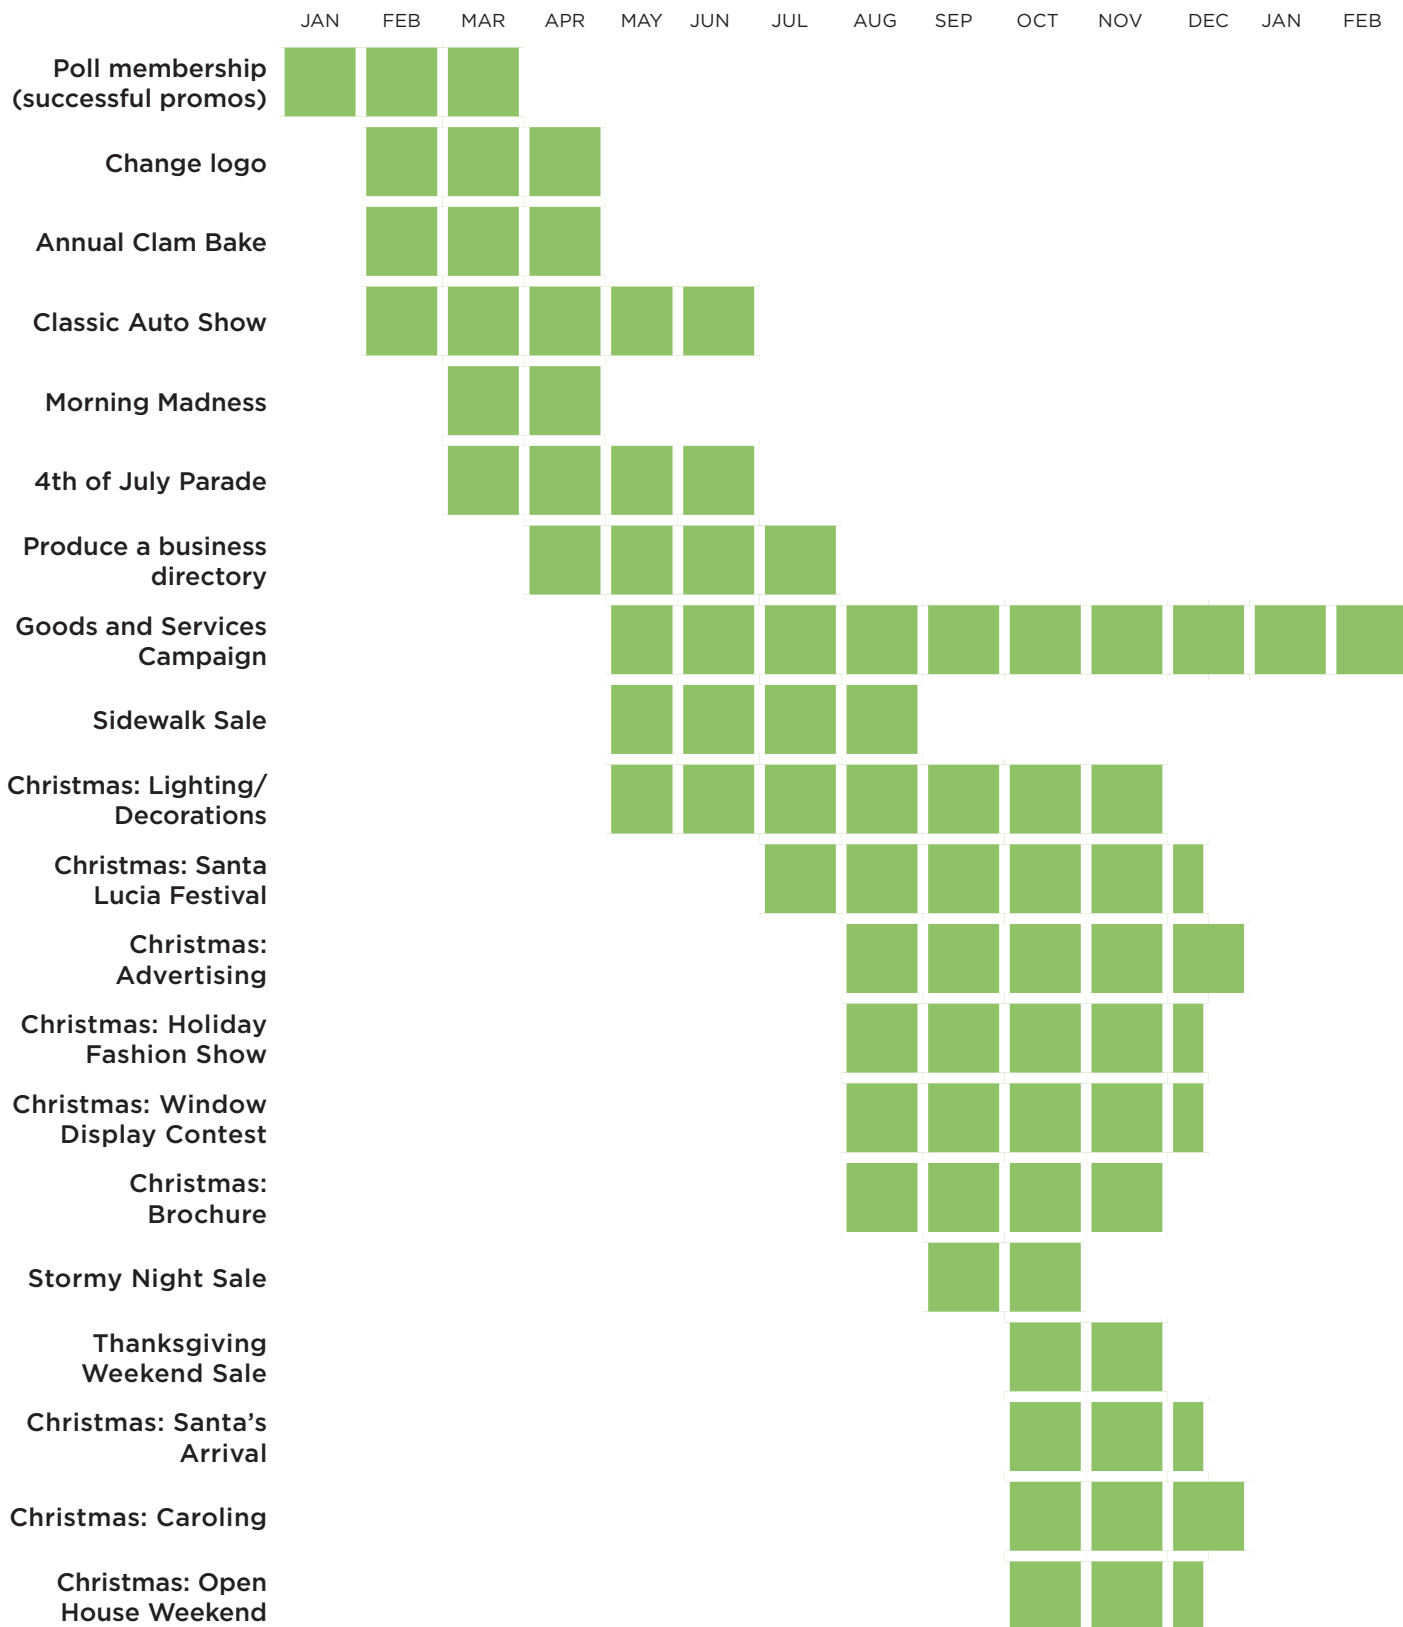 JAN FEB MAR APR MAY JUN JUL AUG SEP OCT NOV DEC JAN FEB
Poll membership
(successful promos)
Change logo
Annual Clam Bake
Classic Auto Show
Morning Madness
4th of July Parade
Produce a business
directory
Goods and Services
Campaign
Sidewalk Sale
Christmas: Lighting/
Decorations
Christmas: Santa
Lucia Festival
Christmas:
Advertising
Christmas: Holiday
Fashion Show
Christmas: Window
Display Contest
Christmas:
Brochure
Stormy Night Sale
Thanksgiving
Weekend Sale
Christmas: Santa’s
Arrival
Christmas: Caroling
Christmas: Open
House Weekend